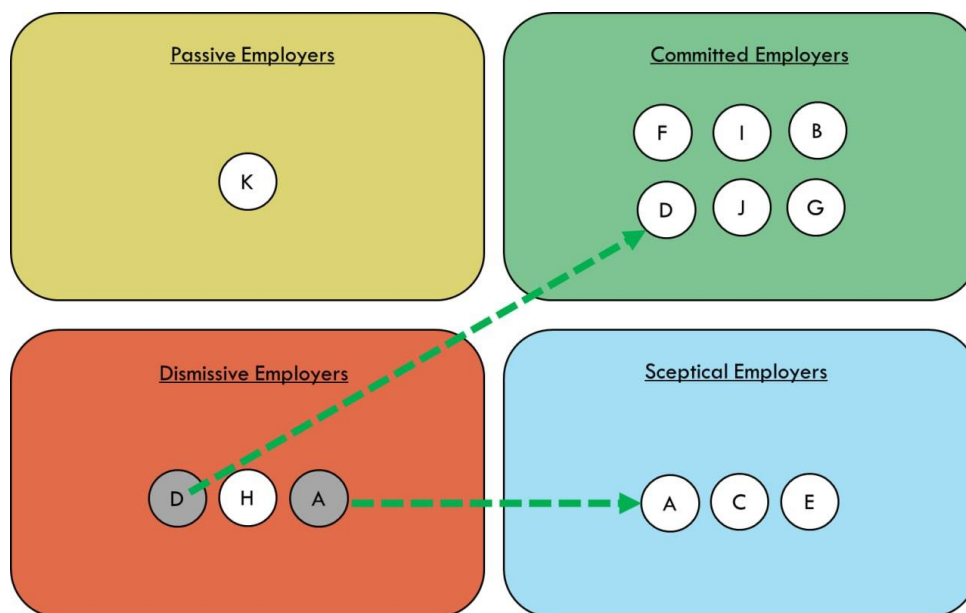 Passive Employers
K
Committed Employers
F I B
D J G
Dismissive Employers
D H A
Sceptical Employers
A C E